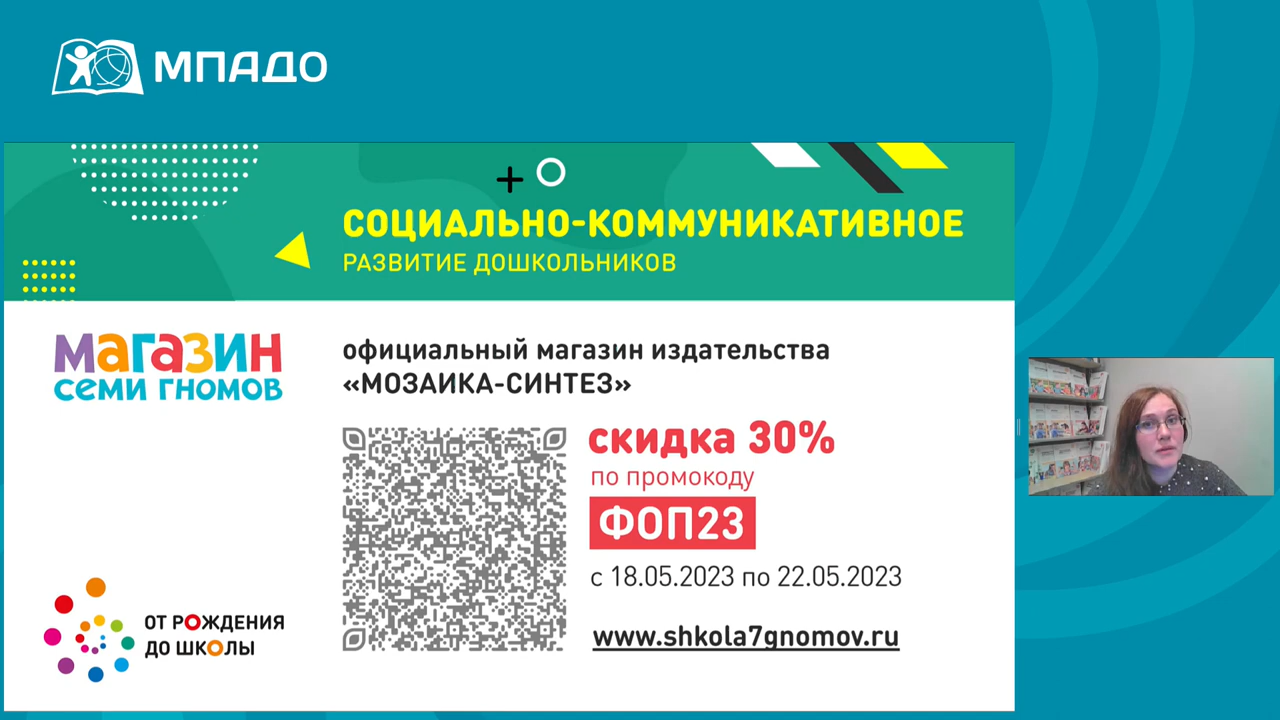 МПАДО
СОЦИАЛЬНО-КОММУНИКАТИВНОЕ
РАЗВИТИЕ ДОШКОЛЬНИКОВ
магазин
семи гномов
официальный магазин издательства
«МОЗАИКА-СИНТЕЗ»
скидка 30%
по промокоду
ФОП23
с 18.05.2023 по 22.05.2023
www.shkola7gnomov.ru
ОТ РОЖДЕНИЯ
ДО ШКОЛЫ